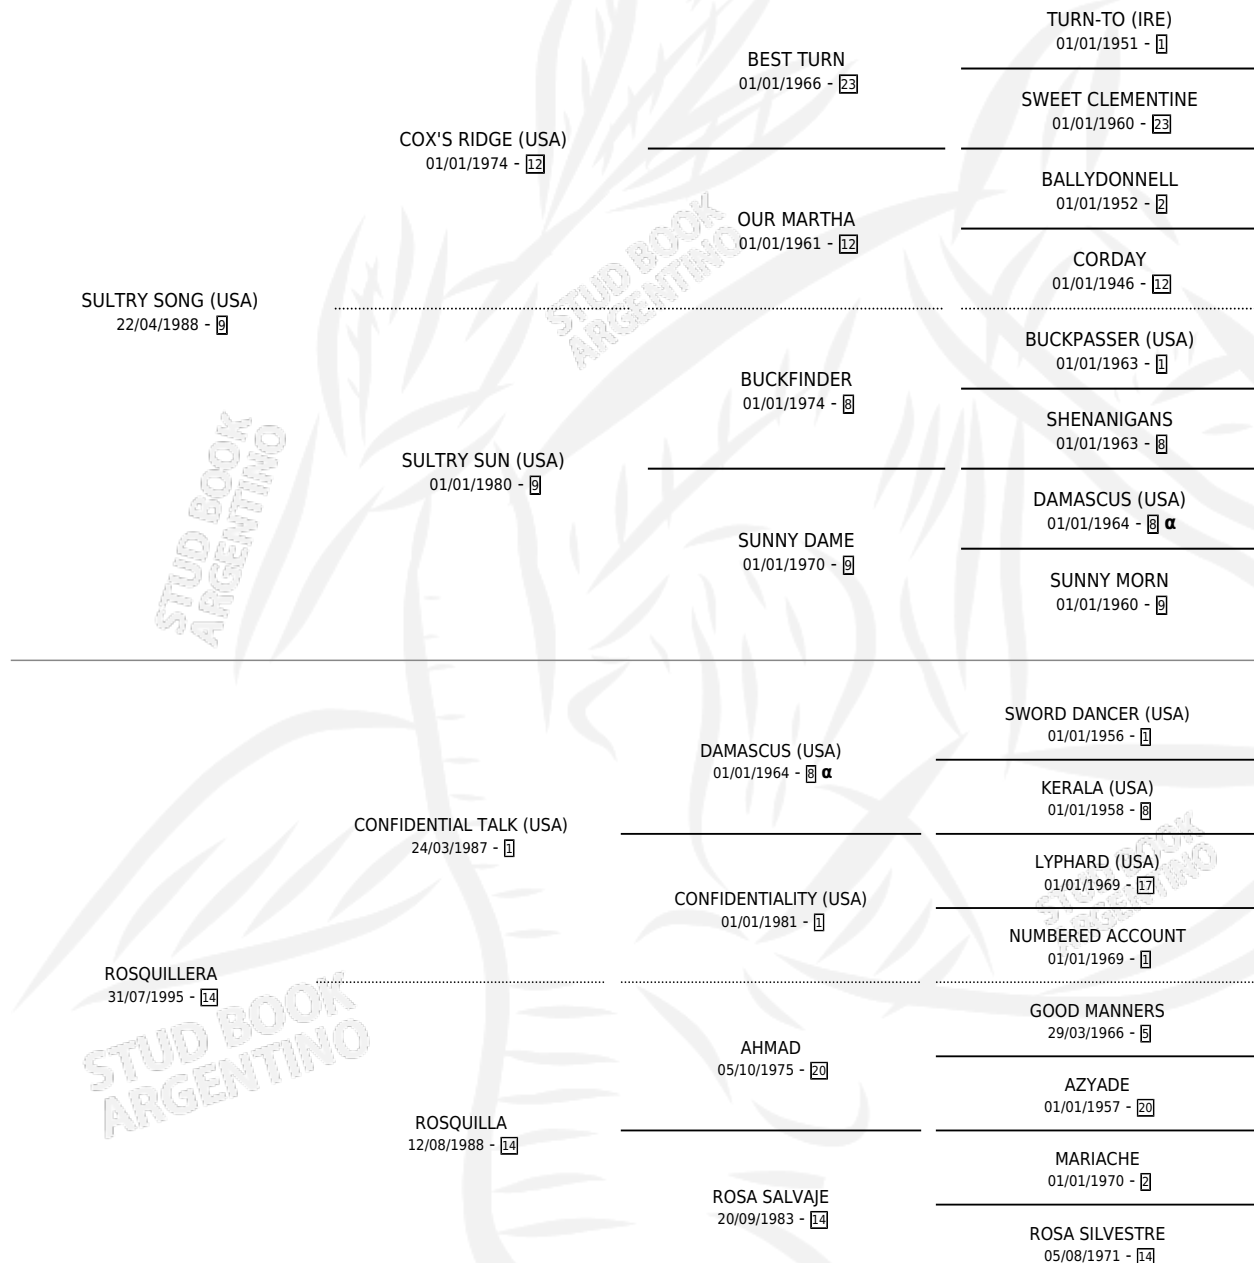 TURN-TO (IRE)
01/01/1951 - 1
BEST TURN
01/01/1966 - 23
SWEET CLEMENTINE
01/01/1960 - 23
COX'S RIDGE (USA)
01/01/1974 - 12
BALLYDONNELL
01/01/1952 - 2
OUR MARTHA
01/01/1961 - 12
CORDAY
01/01/1946 - 12
SULTRY SONG (USA)
22/04/1988 - 9
BUCKPASSER (USA)
01/01/1963 - 1
BUCKFINDER
01/01/1974 - 8
SHENANIGANS
01/01/1963 - 8
SULTRY SUN (USA)
01/01/1980 - 9
DAMASCUS (USA)
01/01/1964 - 8 α
SUNNY DAME
01/01/1970 - 9
SUNNY MORN
01/01/1960 - 9
SWORD DANCER (USA)
01/01/1956 - 1
DAMASCUS (USA)
01/01/1964 - 8 α
KERALA (USA)
01/01/1958 - 8
CONFIDENTIAL TALK (USA)
24/03/1987 - 1
LYPHARD (USA)
01/01/1969 - 17
CONFIDENTIALITY (USA)
01/01/1981 - 1
NUMBERED ACCOUNT
01/01/1969 - 1
ROSQUILLERA
31/07/1995 - 14
GOOD MANNERS
29/03/1966 - 5
AHMAD
05/10/1975 - 20
AZYADE
01/01/1957 - 20
ROSQUILLA
12/08/1988 - 14
MARIACHE
01/01/1970 - 2
ROSA SALVAJE
20/09/1983 - 14
ROSA SILVESTRE
05/08/1971 - 14
STUD BOOK
ARGENTINO
STUD BOOK
ARGENTINO
STUD BOOK
ARGENTINO
STUD BOOK
ARGENTINO